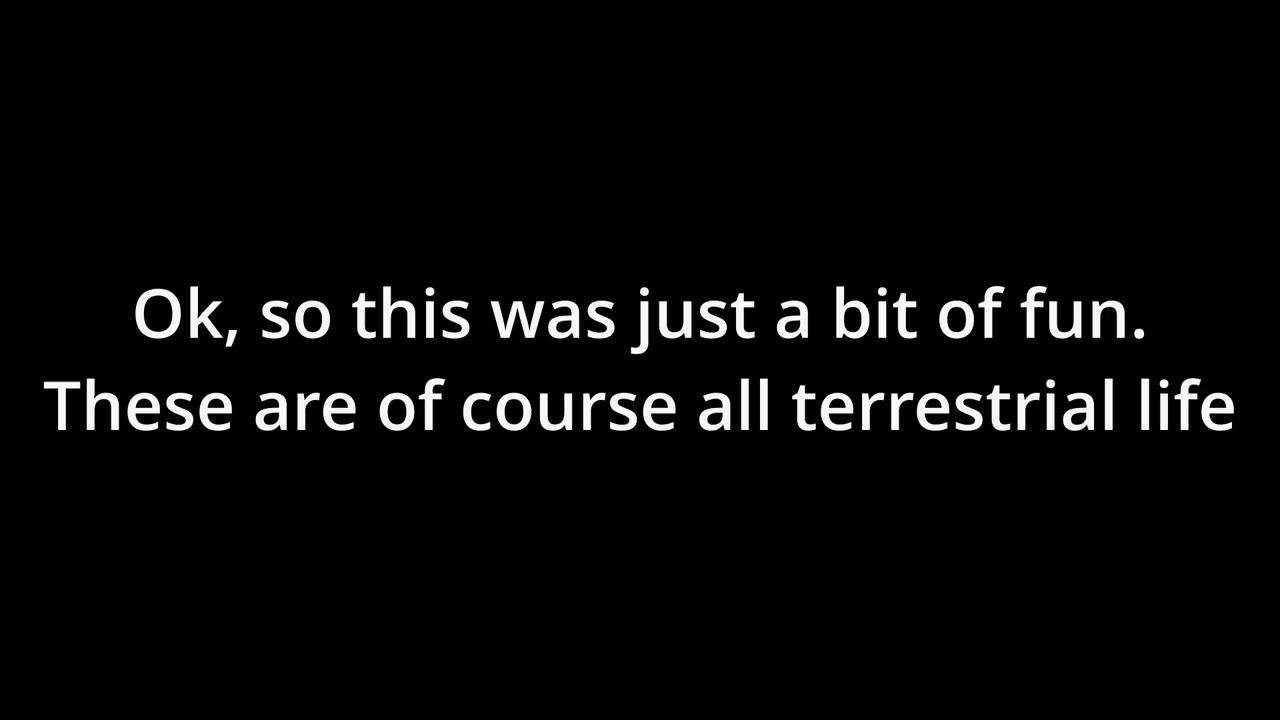 Ok, so this was just a bit of fun.
These are of course all terrestrial life